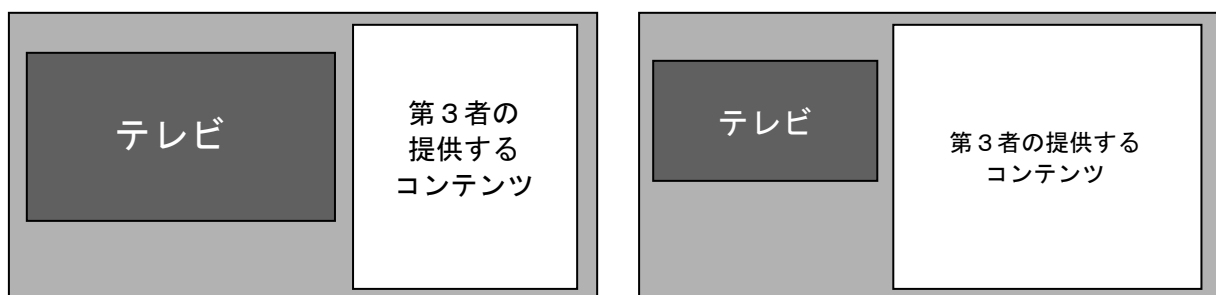 テレビ
第３者の
提供する
コンテンツ
テレビ
第３者の提供する
コンテンツ